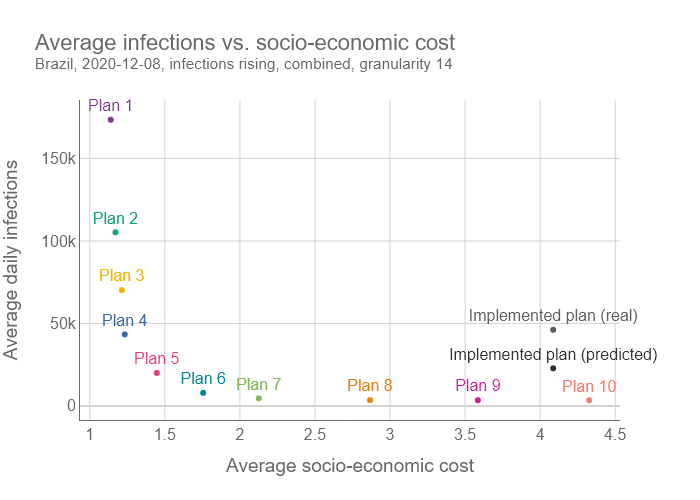 Average infections vs. socio-economic cost
Brazil, 2020-12-08, infections rising, combined, granularity 14
Plan 1
150k
Plan 2
100k
Plan 3
Plan 4
50k
Implemented plan (real)
Plan 5
Implemented plan (predicted)
Plan 6
Plan 7
Plan 8
Plan 9
Plan 10
0
1
1.5
2
2.5
3
3.5
4
4.5
Average socio-economic cost
Average daily infections